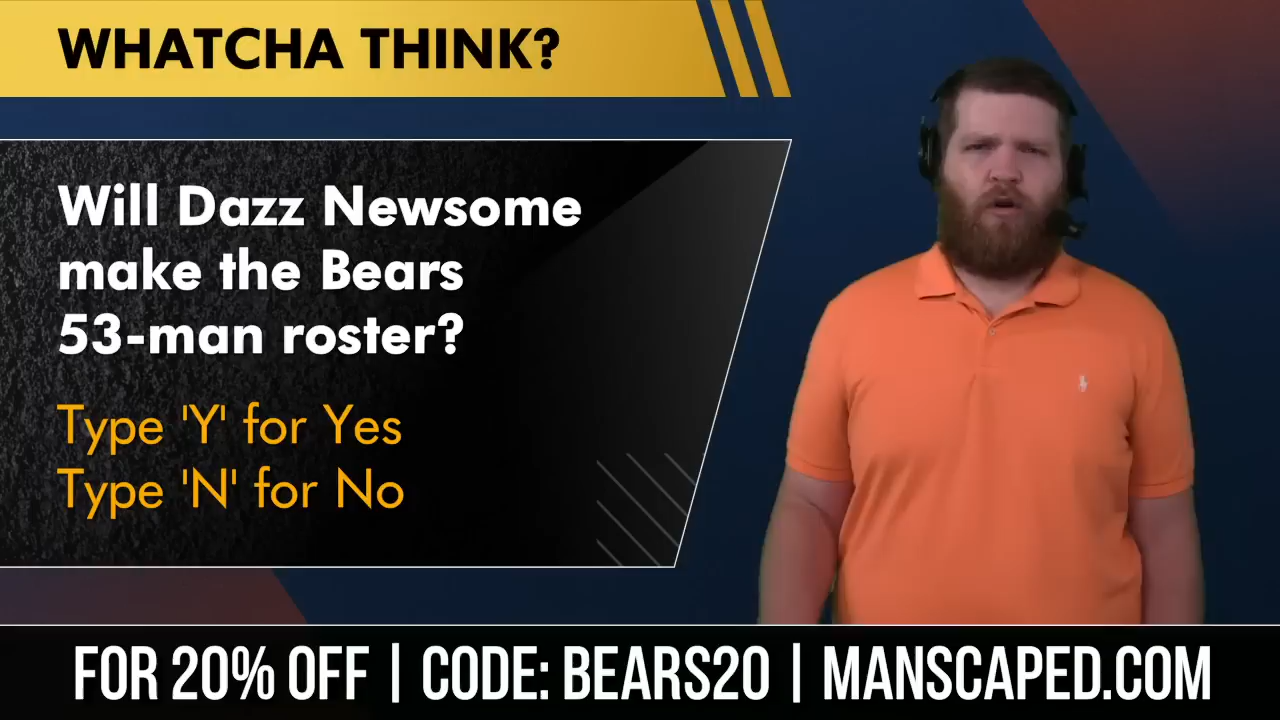 WHATCHA THINK?
Will Dazz Newsome
make the Bears
53-man roster?
Type 'Y' for Yes
Type 'N' for No
FOR 20% OFF | CODE: BEARS20 | MANSCAPED.COM